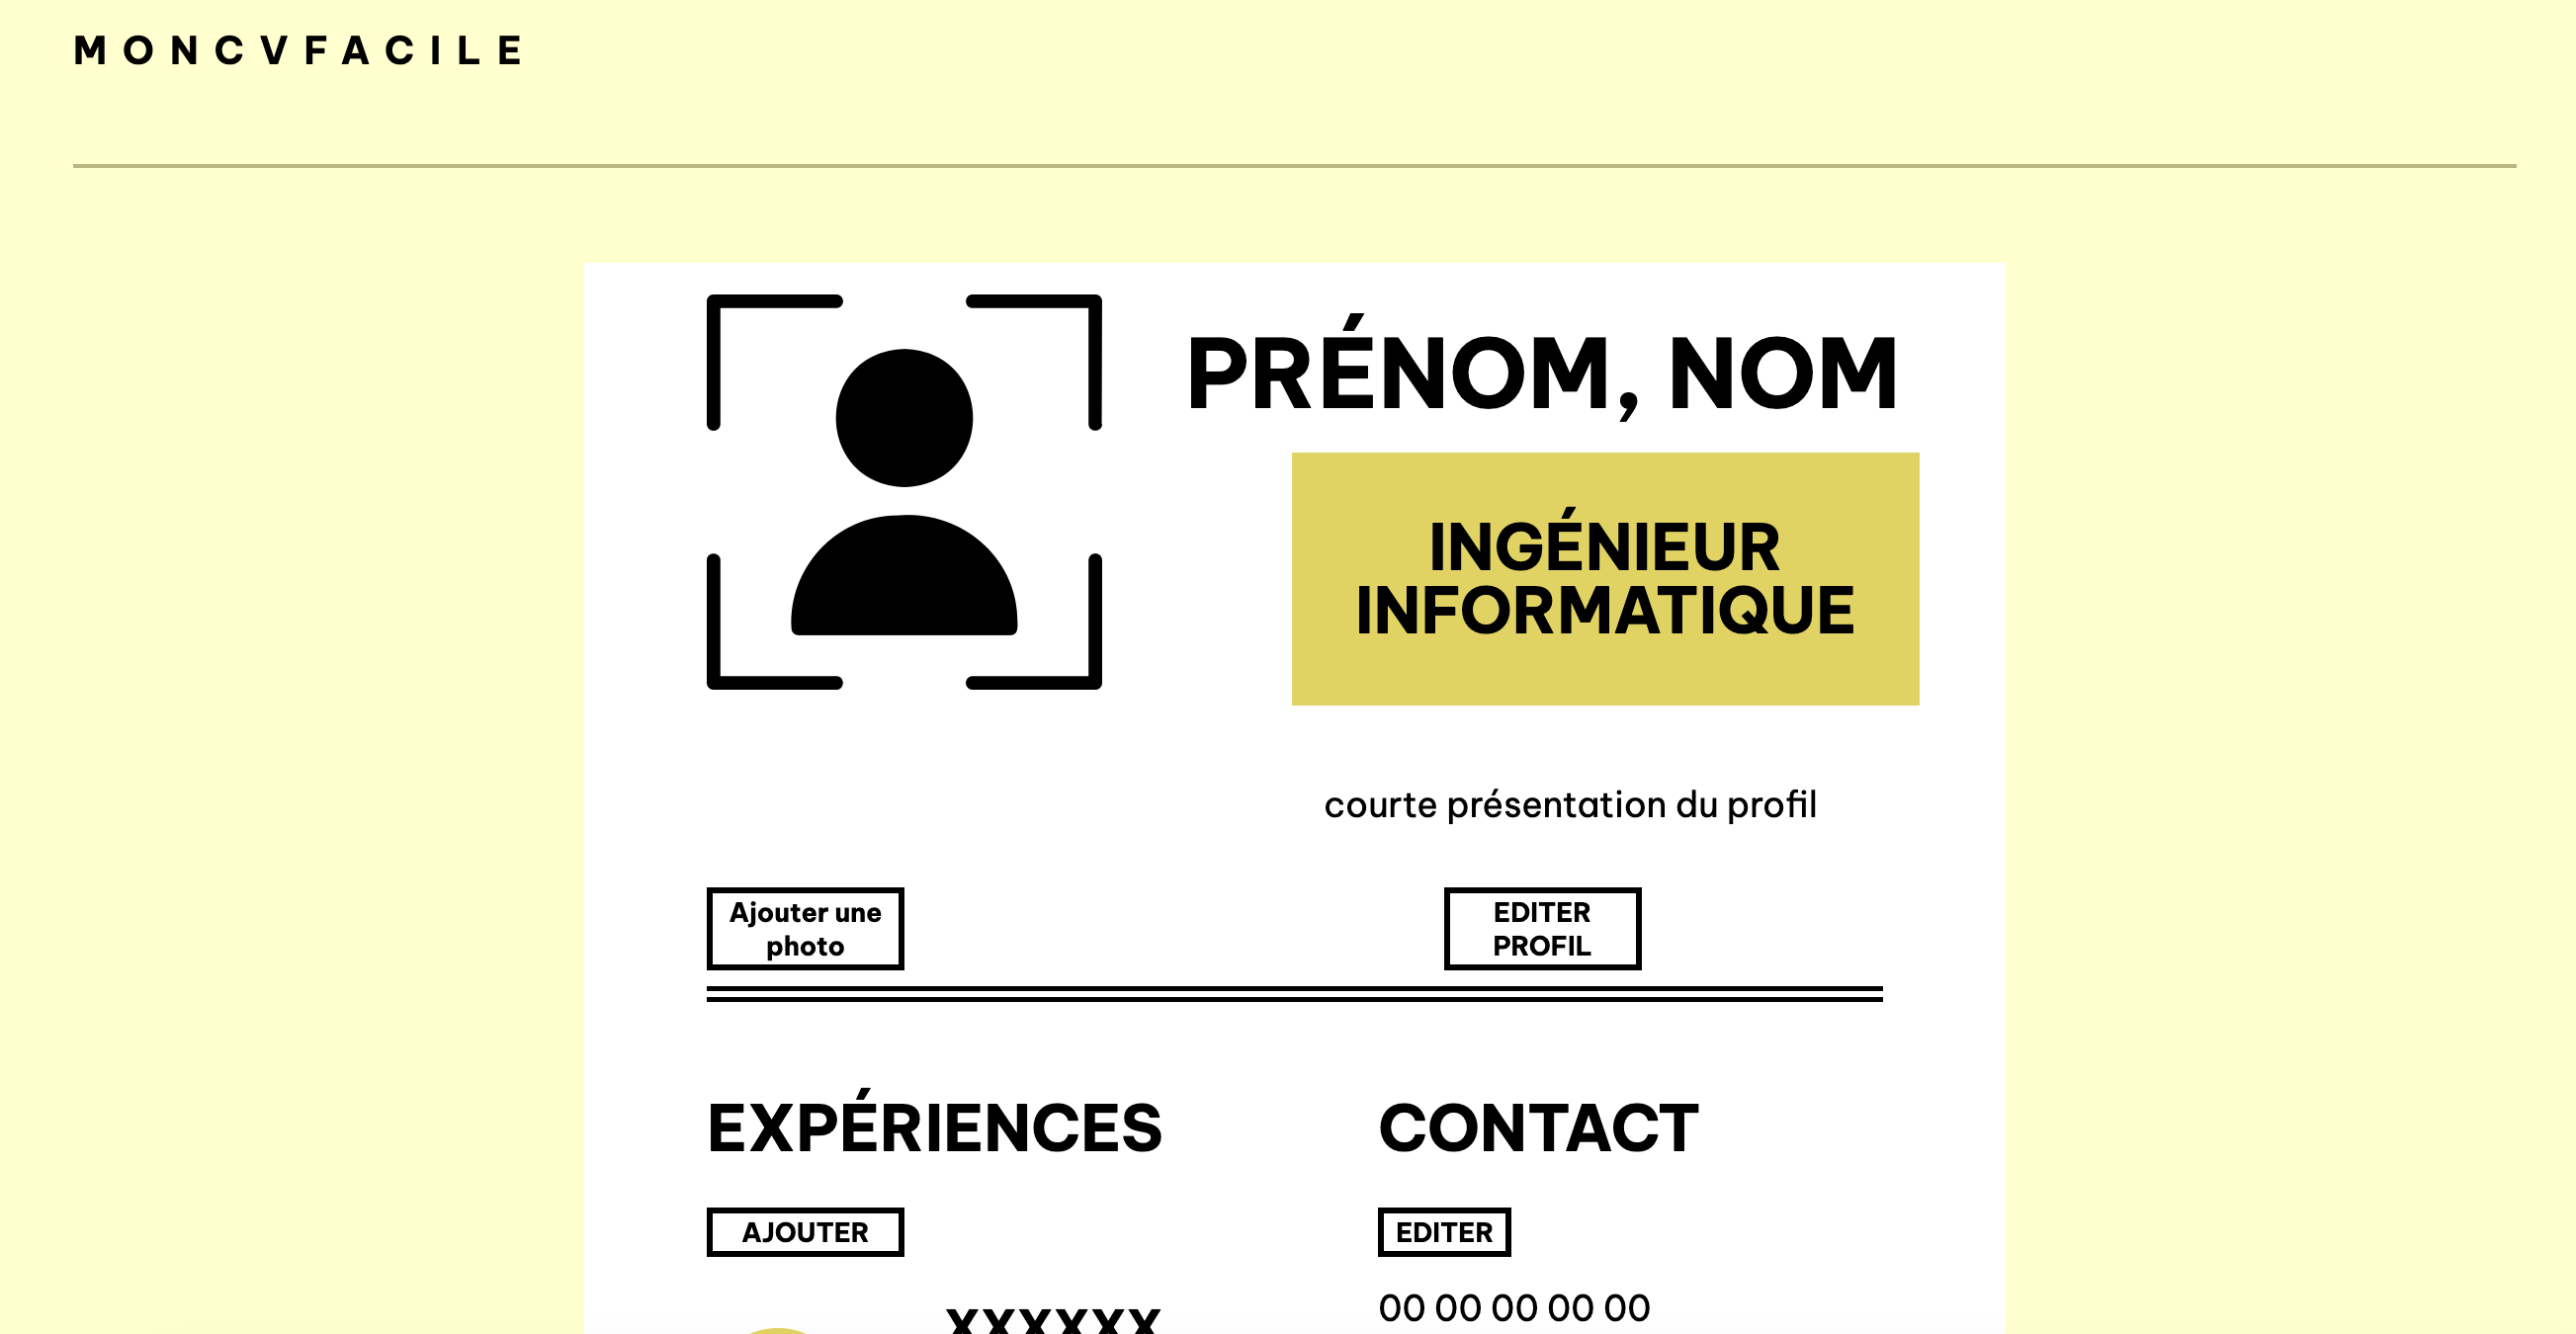 MONCVFACILE
PRÉNOM, NOM
INGÉNIEUR
INFORMATIQUE
courte présentation du profil
Ajouter une
photo
EDITER
PROFIL
EXPÉRIENCES
CONTACT
AJOUTER
EDITER
XXXXXX
00 00 00 00 00